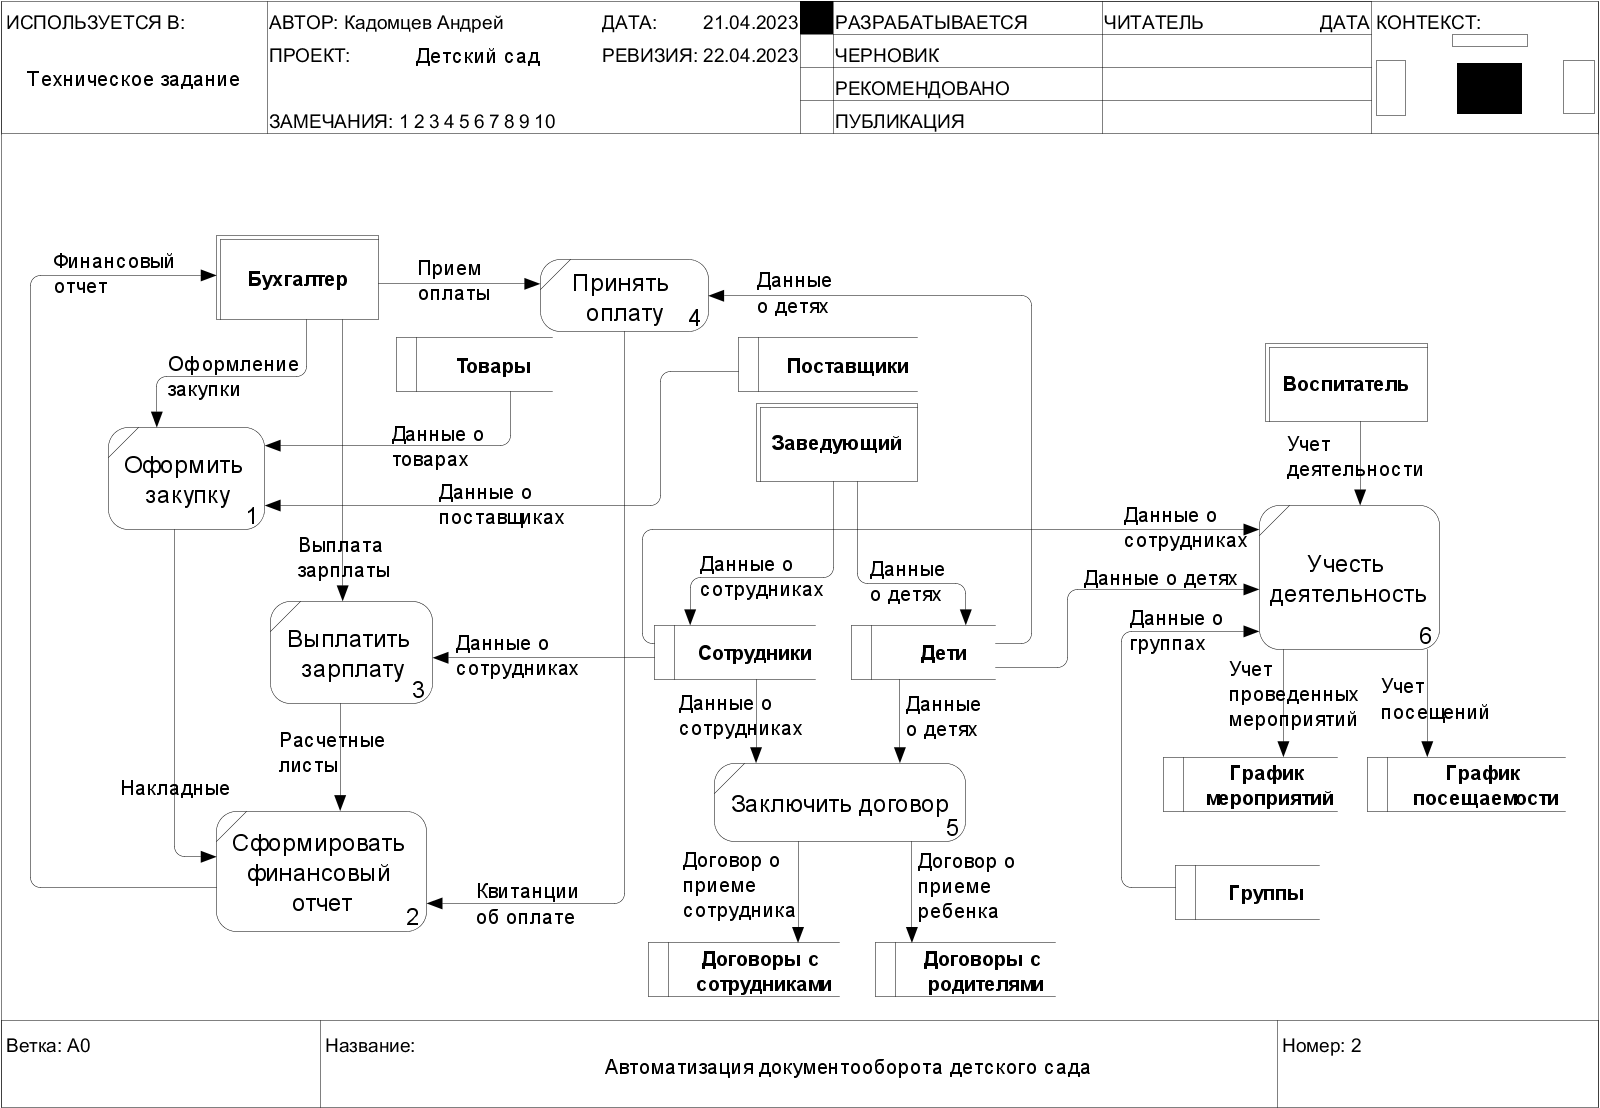 ИСПОЛЬЗУЕТСЯ В:
Техническое задание
АВТОР: Кадомцев Андрей
ДАТА: 21.04.2023
ПРОЕКТ: Детский сад
РЕВИЗИЯ: 22.04.2023
ЗАМЕЧАНИЯ: 1 2 3 4 5 6 7 8 9 10
РАЗРАБАТЫВАЕТСЯ
ЧЕРНОВИК
РЕКОМЕНДОВАНО
ПУБЛИКАЦИЯ
ЧИТАТЕЛЬ ДАТА
КОНТЕКСТ:
Финансовый
отчет
Бухгалтер
Прием
оплаты
Принять
оплату
4
Данные
о детях
Оформление
закупки
Товары
Поставщики
Воспитатель
Заведующий
Данные о
товарах
Учет
деятельности
Оформить
закупку
1
Данные о
поставщиках
Данные о
сотрудниках
Выплата
зарплаты
Данные о
сотрудниках
Данные
о детях
Данные о детях
Учесть
деятельность
6
Данные о
группах
Выплатить
зарплату
3
Данные о
сотрудниках
Сотрудники
Дети
Учет
проведенных
мероприятий
Учет
посещений
Данные о
сотрудниках
Данные
о детях
Расчетные
листы
Накладные
График
мероприятий
График
посещаемости
Заключить договор
5
Сформировать
финансовый
отчет
2
Квитанции
об оплате
Договор о
приеме
сотрудника
Договор о
приеме
ребенка
Группы
Договоры с
сотрудниками
Договоры с
родителями
Ветка: A0
Название:
Автоматизация документооборота детского сада
Номер: 2